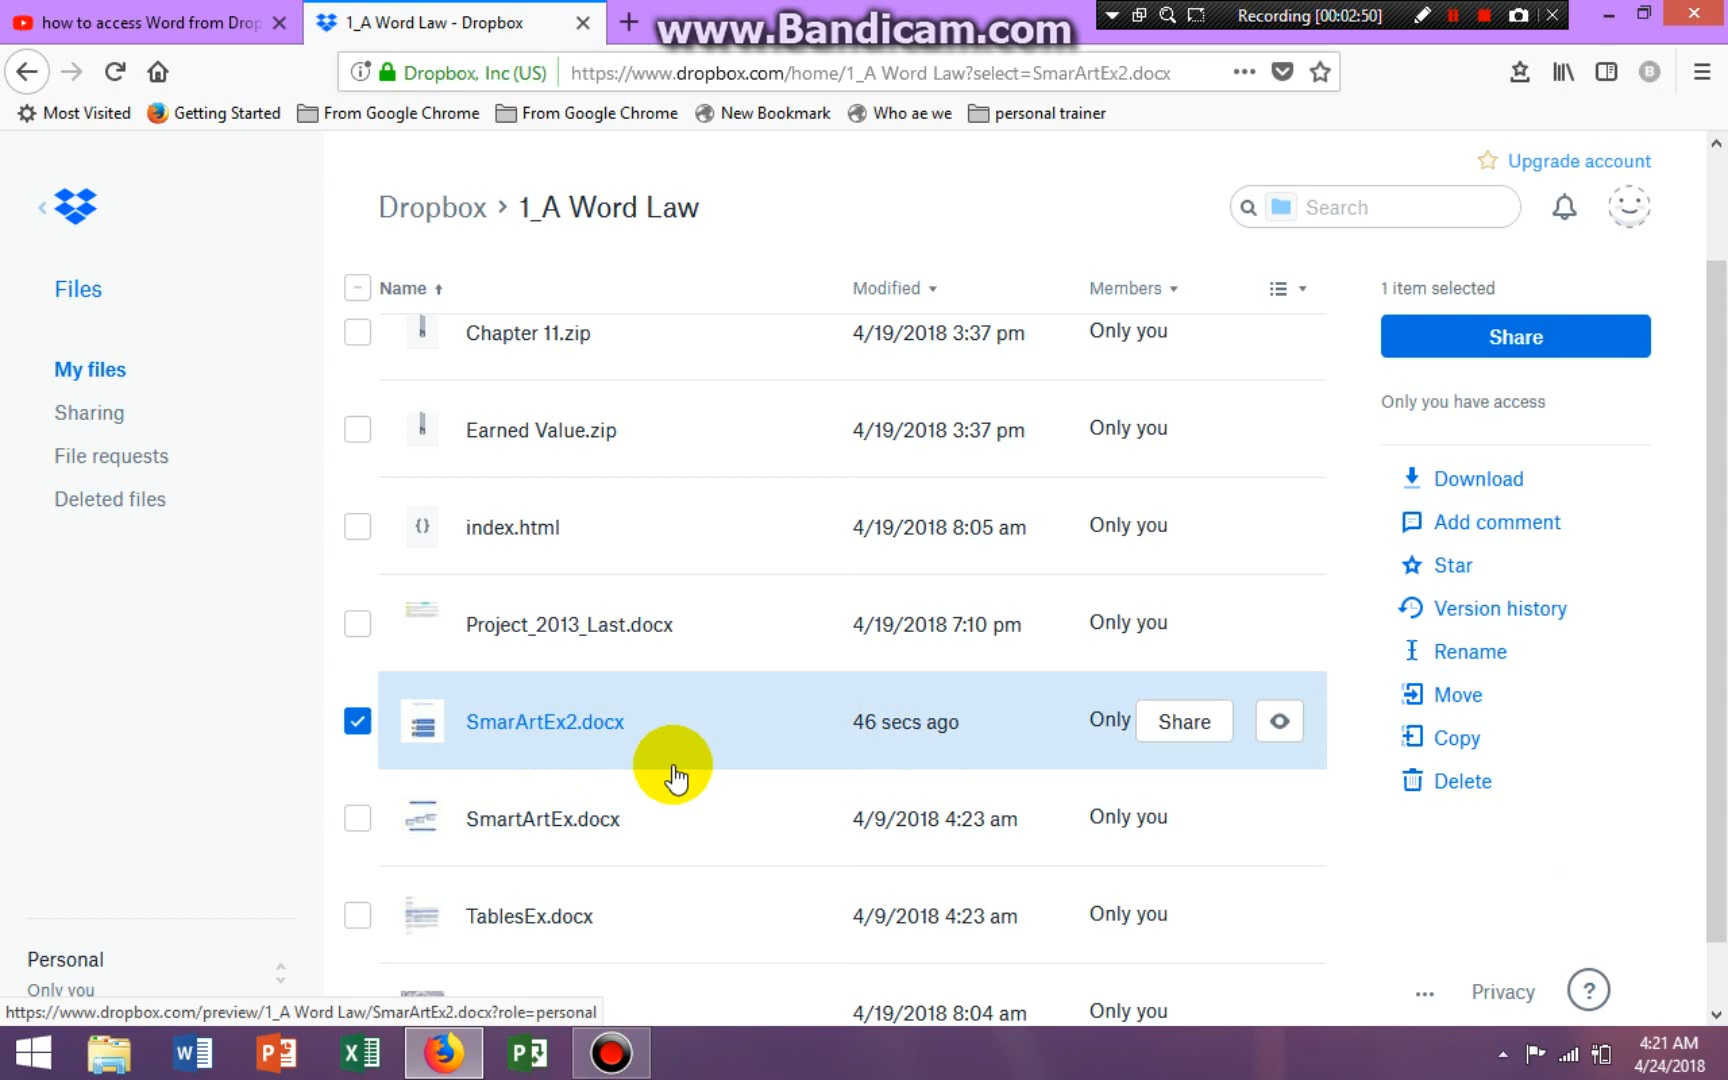 how to access Word from Drop
1_A Word Law - Dropbox
www.Bandicam.com
Recording [00:02:50]
Dropbox, Inc (US)
https://www.dropbox.com/home/1_A Word Law?select=SmarArtEx2.docx
B
Most Visited
Getting Started
From Google Chrome
From Google Chrome
New Bookmark
Who ae we
personal trainer
Upgrade account
Dropbox › 1_A Word Law
Search
Files
My files
Sharing
File requests
Deleted files
Name
Modified
Members
1 item selected
Chapter 11.zip 4/19/2018 3:37 pm Only you
Share
Only you have access
Earned Value.zip 4/19/2018 3:37 pm Only you
Download
index.html 4/19/2018 8:05 am Only you
Add comment
Star
Project_2013_Last.docx 4/19/2018 7:10 pm Only you
Version history
Rename
Move
SmarArtEx2.docx 46 secs ago Only Share
Copy
Delete
SmartArtEx.docx 4/9/2018 4:23 am Only you
TablesEx.docx 4/9/2018 4:23 am Only you
4/19/2018 8:04 am Only you
Personal
Only you
Privacy
?
https://www.dropbox.com/preview/1_A Word Law/SmarArtEx2.docx?role=personal
4:21 AM
4/24/2018